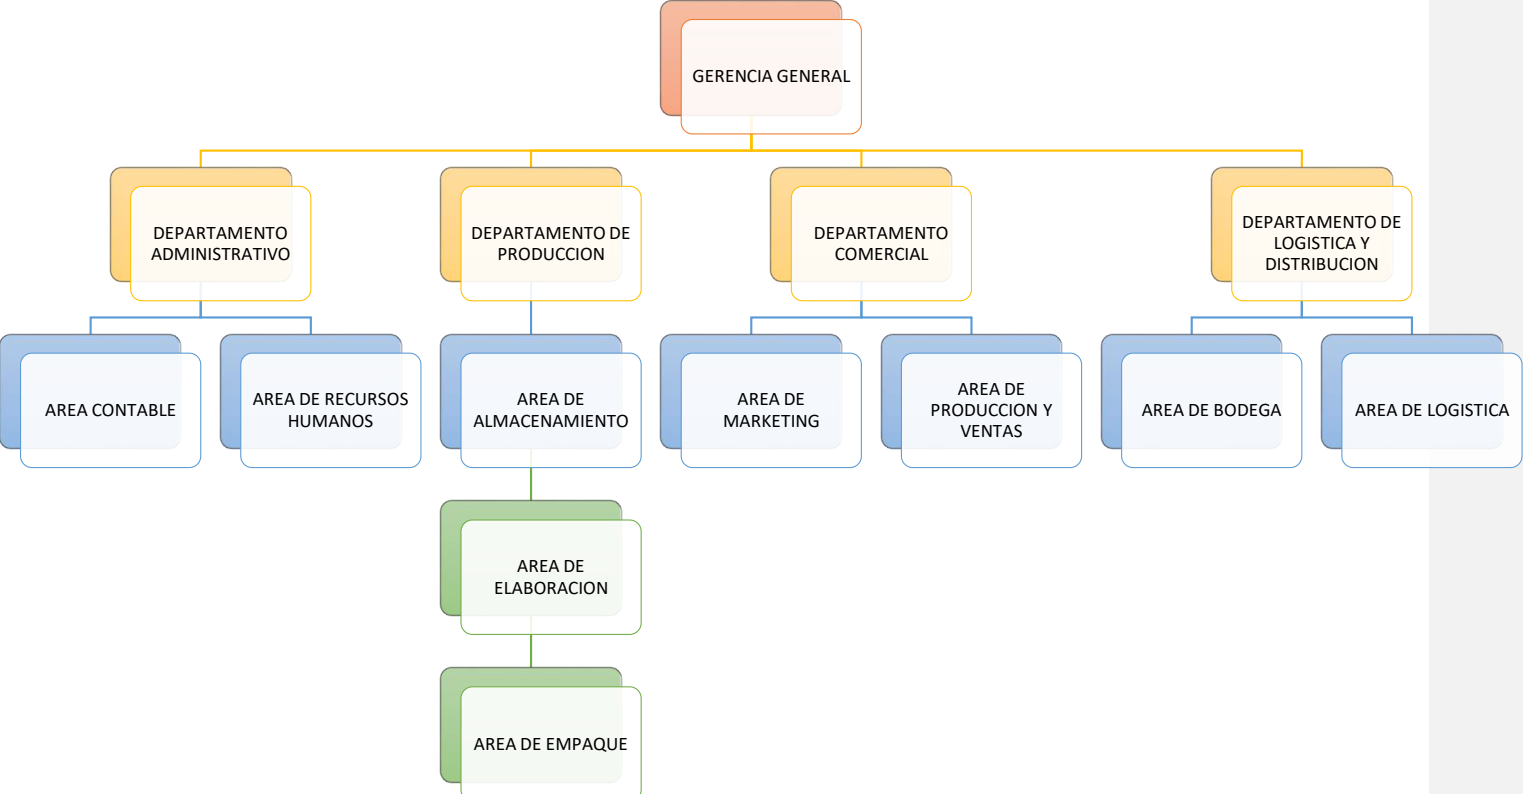 GERENCIA GENERAL
DEPARTAMENTO
ADMINISTRATIVO
DEPARTAMENTO DE
PRODUCCION
DEPARTAMENTO
COMERCIAL
DEPARTAMENTO DE
LOGISTICA Y
DISTRIBUCION
AREA CONTABLE
AREA DE RECURSOS
HUMANOS
AREA DE
ALMACENAMIENTO
AREA DE
MARKETING
AREA DE
PRODUCCION Y
VENTAS
AREA DE BODEGA
AREA DE LOGISTICA
AREA DE
ELABORACION
AREA DE EMPAQUE